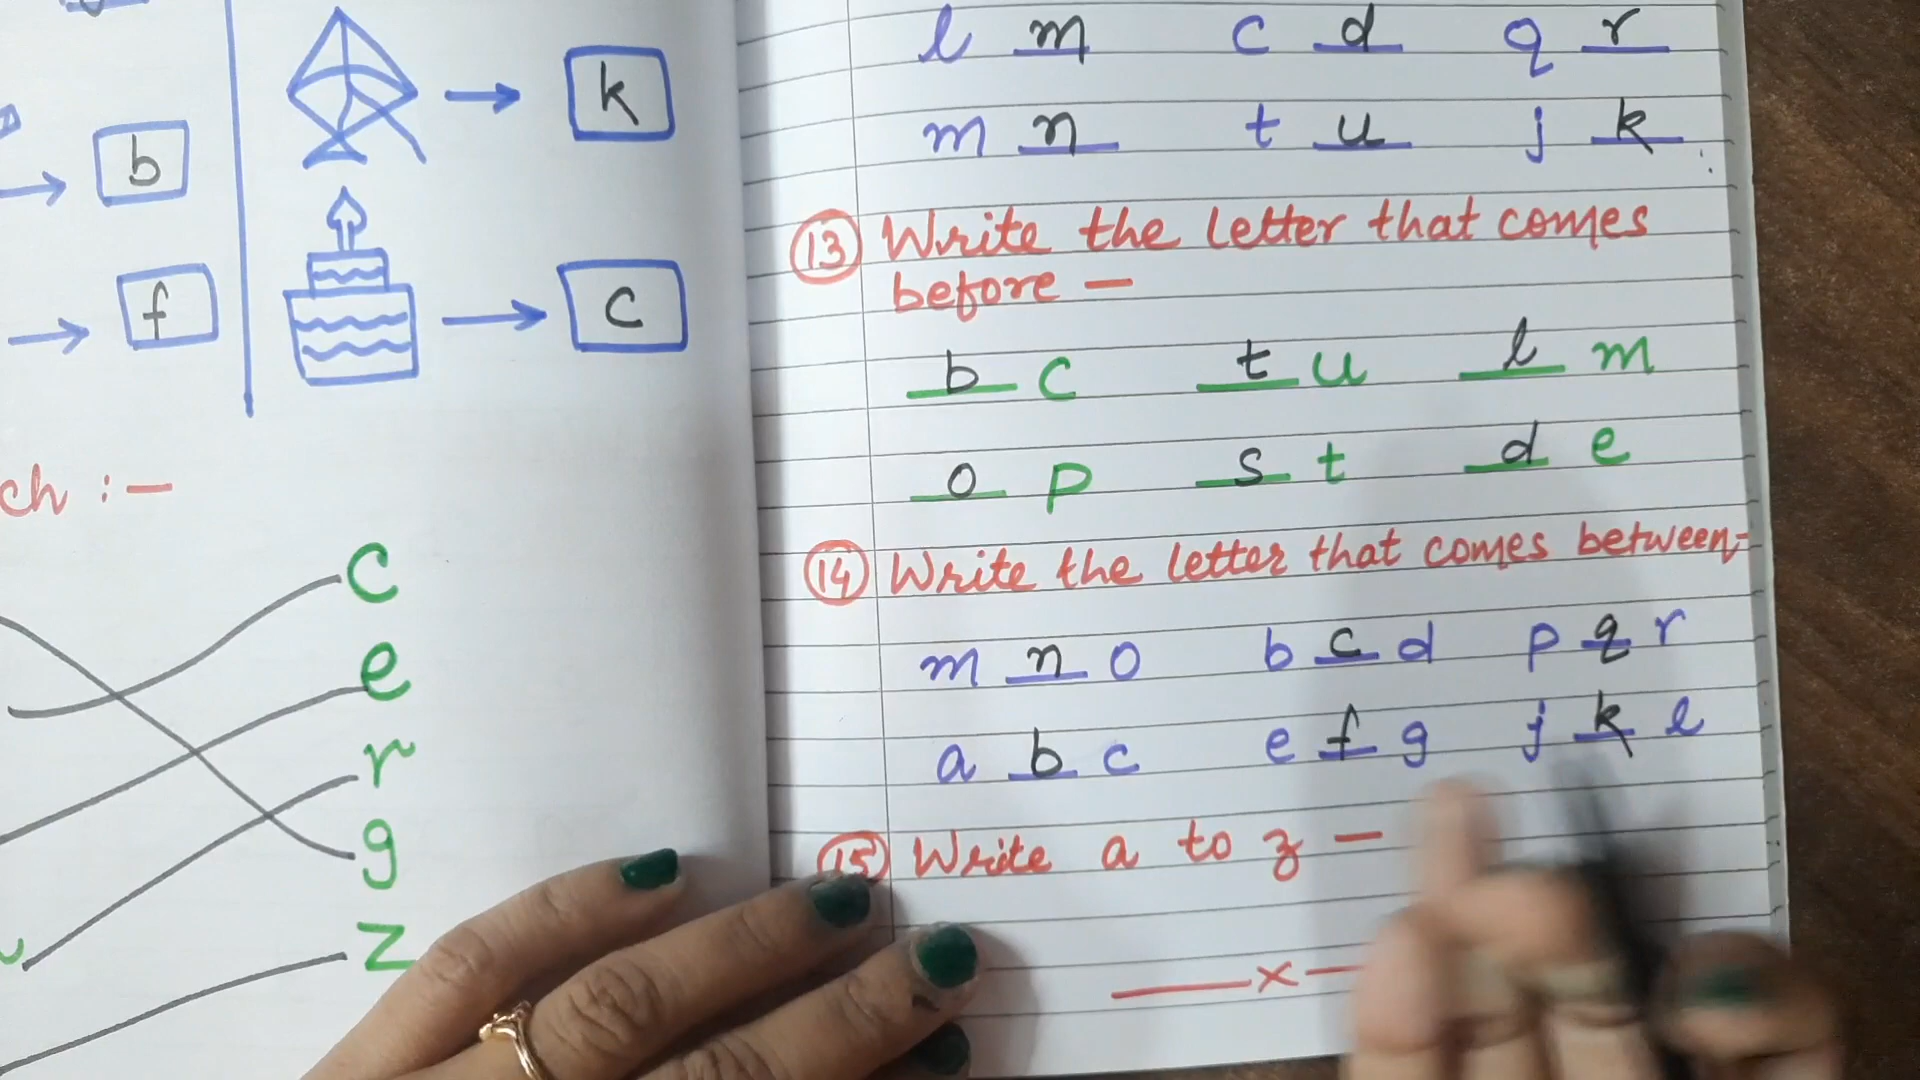 b
f
k
c
ch :-
c
e
r
g
z
l m c d q r
m n t u j k
13 Write the letter that comes
before -
b c t u l m
o p s t d e
14 Write the letter that comes between-
m n o b c d p q r
a b c e f g j k l
15 Write a to z -
x